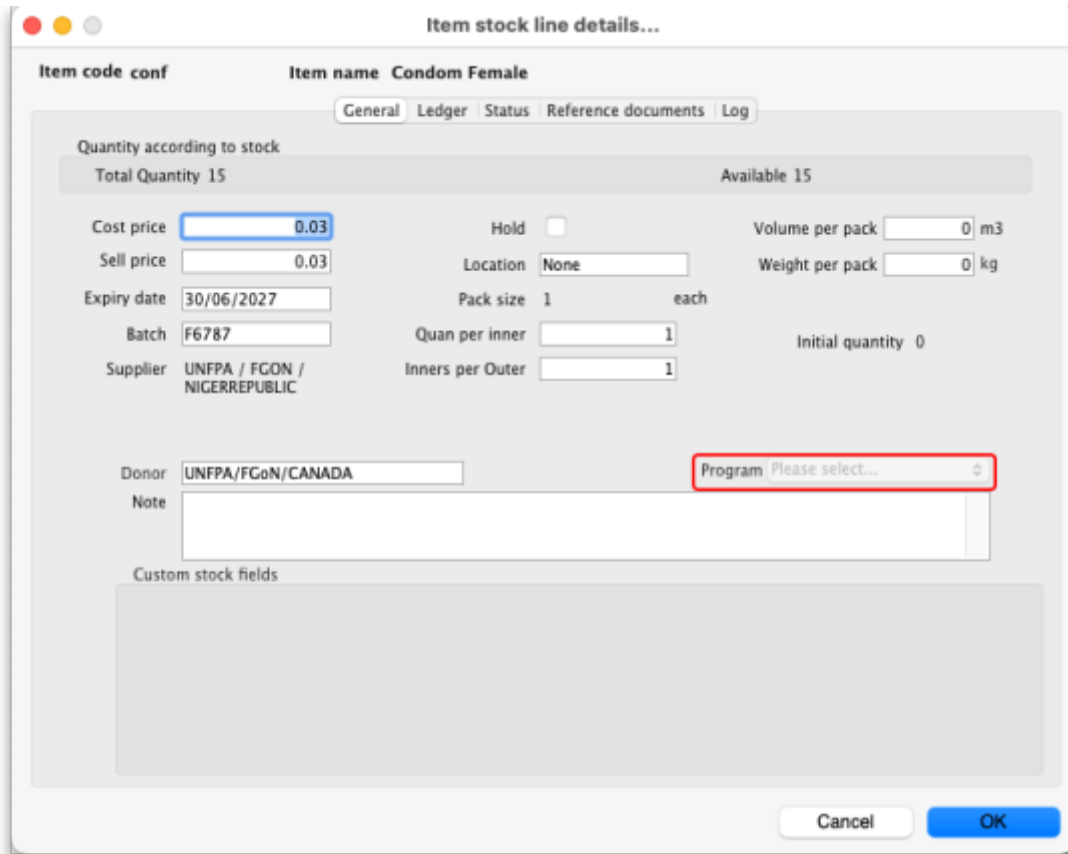 Item stock line details...
Item code conf Item name Condom Female
General Ledger Status Reference documents Log
Quantity according to stock
Total Quantity 15 Available 15
Cost price 0.03 Hold Volume per pack 0 m3
Sell price 0.03 Location None Weight per pack 0 kg
Expiry date 30/06/2027 Pack size 1 each
Batch F6787 Quan per inner 1 Initial quantity 0
Supplier UNFPA / FGON / Inners per Outer 1
NIGERREPUBLIC
Donor UNFPA/FGoN/CANADA Program Please select...
Note
Custom stock fields
Cancel OK